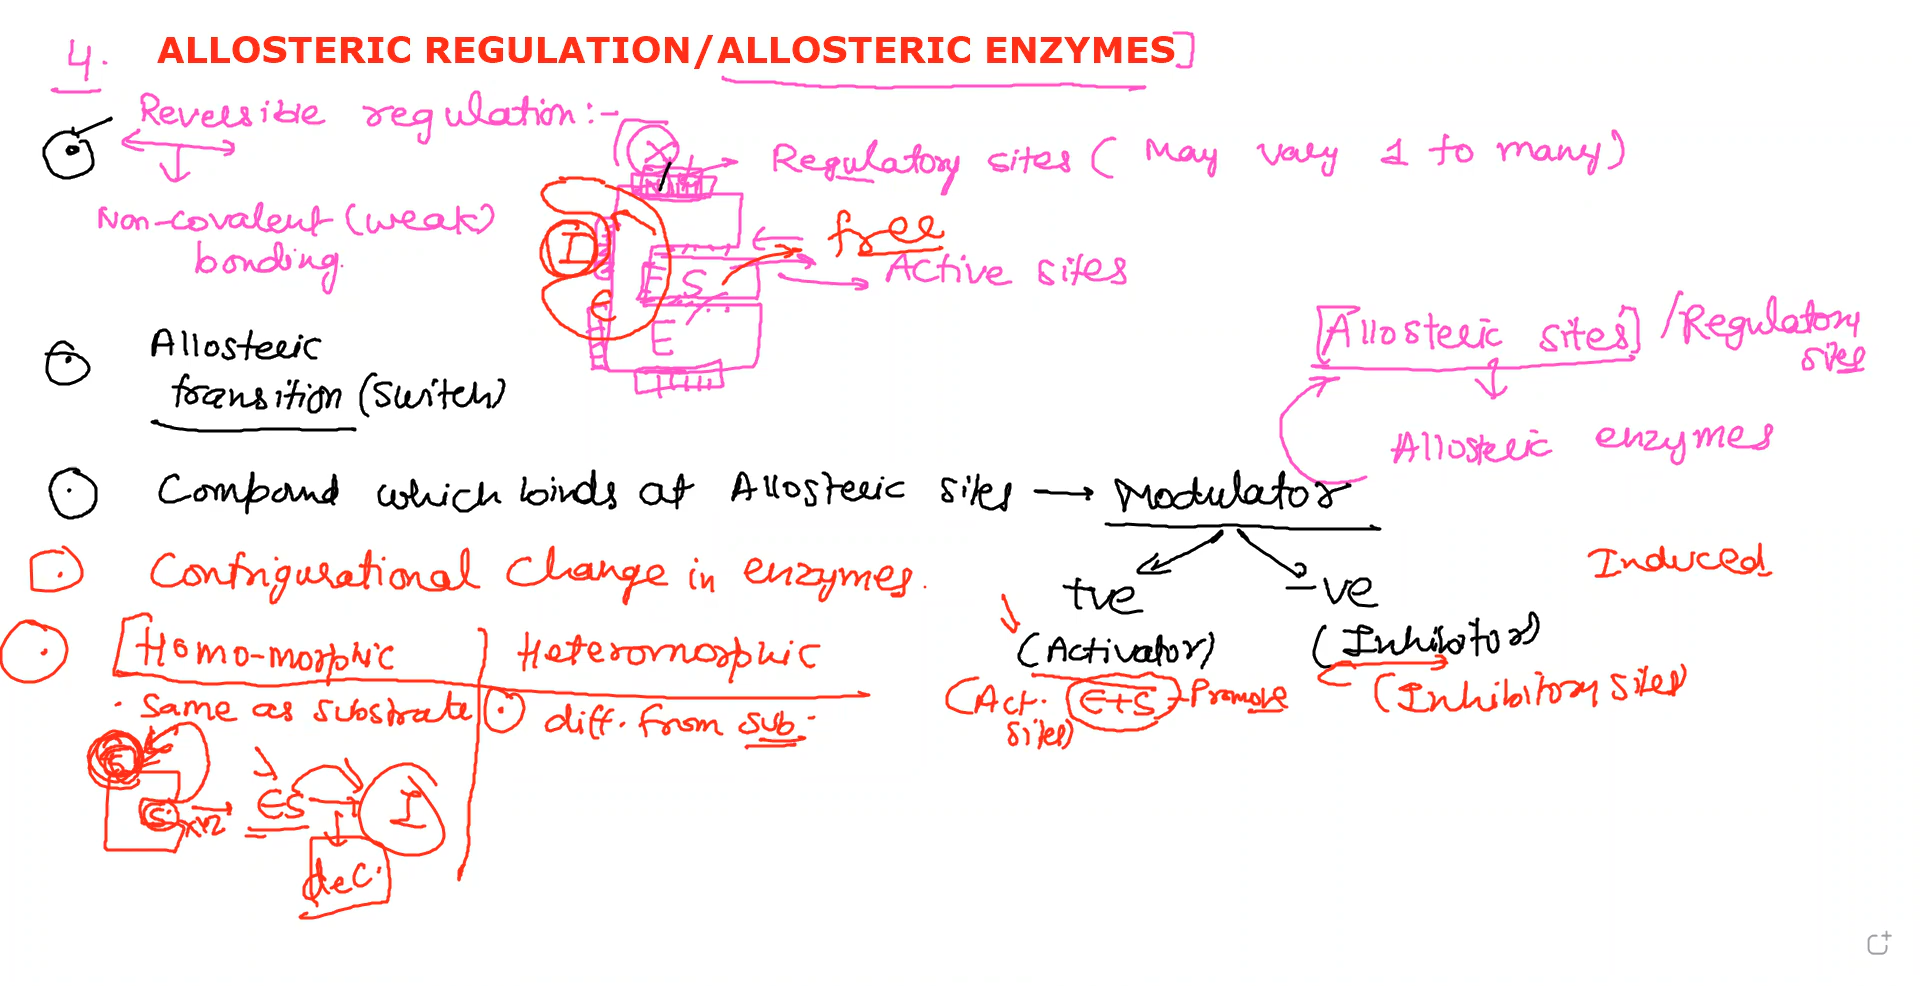 4. ALLOSTERIC REGULATION/ALLOSTERIC ENZYMES]
Reversible regulation:-
X
Regulatory sites ( May vary 1 to many)
Non-covalent (weak)
bonding.
I
free
S
Active sites
C
E
Allosteric
transition (Switch)
[Allosteric sites] / Regulatory
sites
Allosteric enzymes
Compound which binds at Allosteric sites → Modulator
Configurational Change in enzymes.
+ve
-ve
Induced
(Activator)
(Inhibitor)
[Homo-morphic
Heteromorphic
(Act. E+S - Promove
sites)
(Inhibitory sites
. Same as substrate
diff. from sub.
S
S
xyz
ES
I
dec.